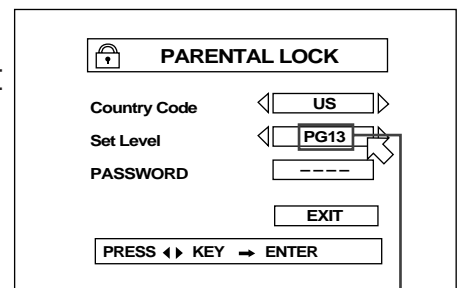 PARENTAL LOCK
Country Code US
Set Level PG13
PASSWORD ----
EXIT
PRESS ◀ ▶ KEY → ENTER